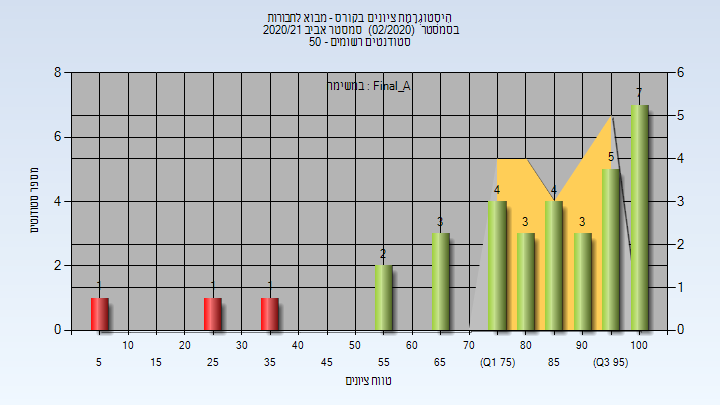 היסטוגרמת ציונים בקורס - מבוא לחבורות
בסמסטר (02/2020) סמסטר אביב 2020/21
סטודנטים רשומים - 50
במשימה : Final_A
מספר סטודנטים
8 6 4 2 0
6 5 4 3 2 1 0
1 1 1 2 3 4 3 4 3 5 7
10 20 30 40 50 60 70 80 90 100
5 15 25 35 45 55 65 (Q1 75) 85 (Q3 95)
טווח ציונים